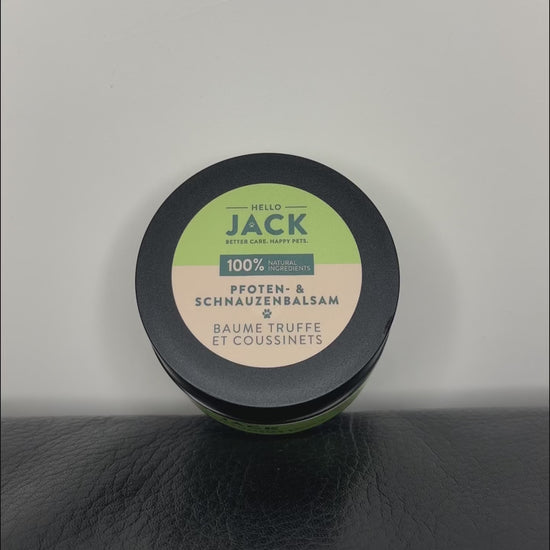 HELLO
JACK
BETTER CARE. HAPPY PETS.
100% NATURAL INGREDIENTS
PFOTEN- &
SCHNAUZENBALSAM
BAUME TRUFFE
ET COUSSINETS